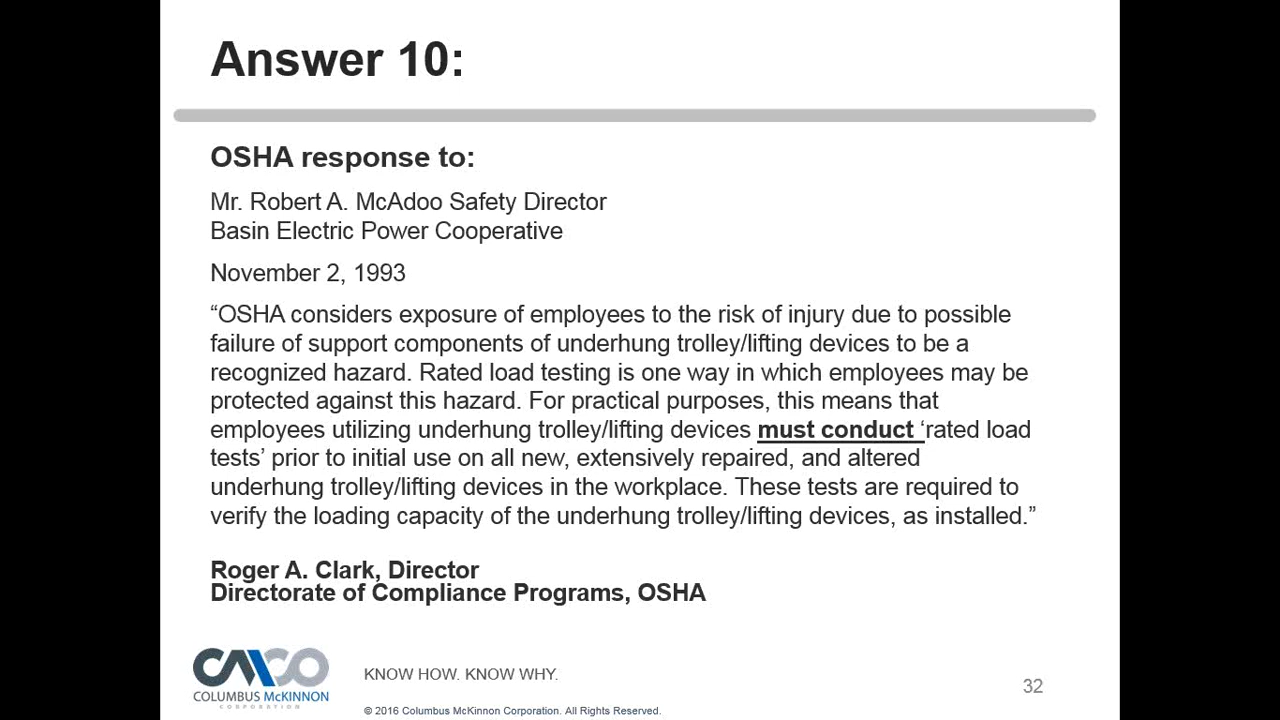 Answer 10:
OSHA response to:
Mr. Robert A. McAdoo Safety Director
Basin Electric Power Cooperative
November 2, 1993
“OSHA considers exposure of employees to the risk of injury due to possible
failure of support components of underhung trolley/lifting devices to be a
recognized hazard. Rated load testing is one way in which employees may be
protected against this hazard. For practical purposes, this means that
employees utilizing underhung trolley/lifting devices must conduct ‘rated load
tests’ prior to initial use on all new, extensively repaired, and altered
underhung trolley/lifting devices in the workplace. These tests are required to
verify the loading capacity of the underhung trolley/lifting devices, as installed.”
Roger A. Clark, Director
Directorate of Compliance Programs, OSHA
CMCO
COLUMBUS McKINNON
CORPORATION
KNOW HOW. KNOW WHY.
© 2016 Columbus McKinnon Corporation. All Rights Reserved.
32